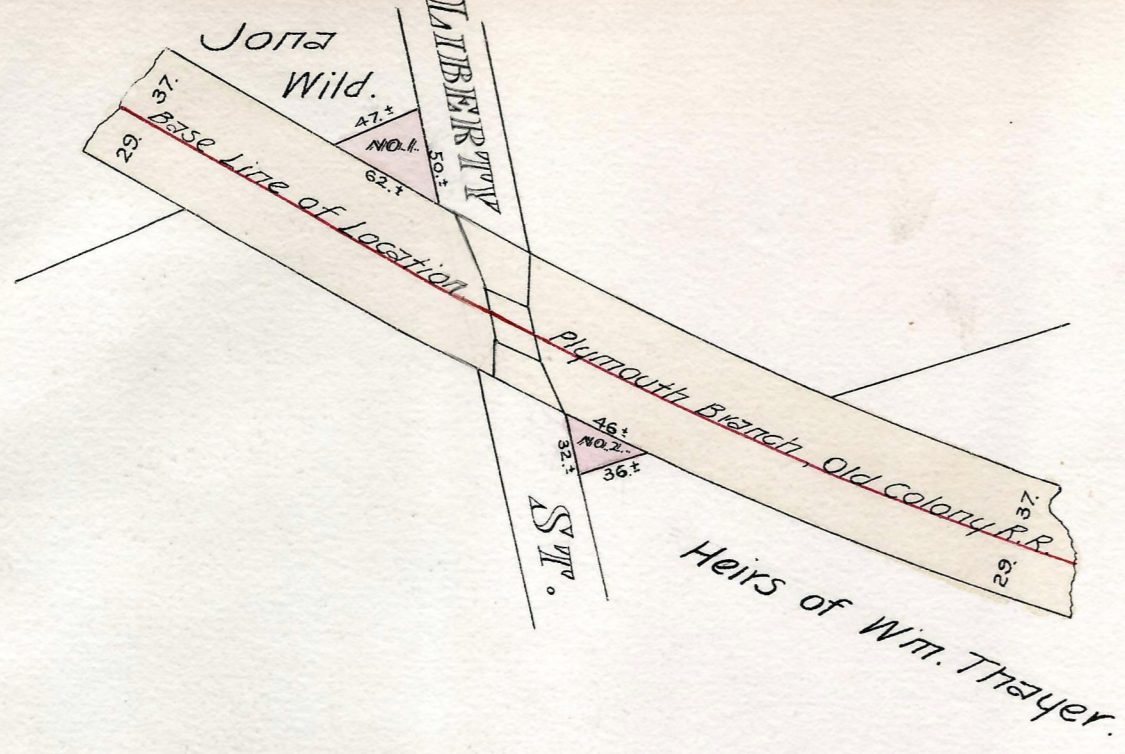 Jona
Wild.
LIBERTY
37.
29.
47.±
NO.1.
50.±
62.±
Base Line of Location,
Plymouth Branch, Old Colony R.R.
46±
NO.2.
32.±
36.±
37.
29.
ST.
Heirs of Wm. Thayer.